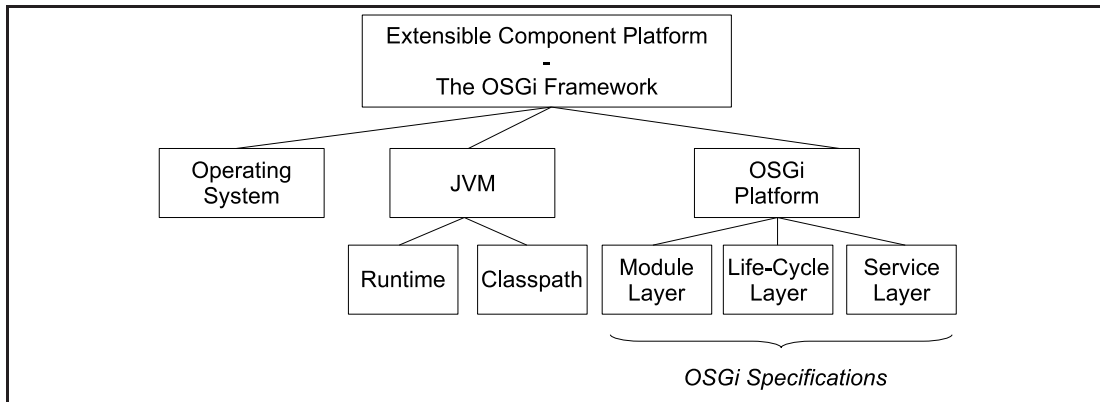 Extensible Component Platform
-
The OSGi Framework
Operating
System
JVM
OSGi
Platform
Runtime
Classpath
Module
Layer
Life-Cycle
Layer
Service
Layer
OSGi Specifications